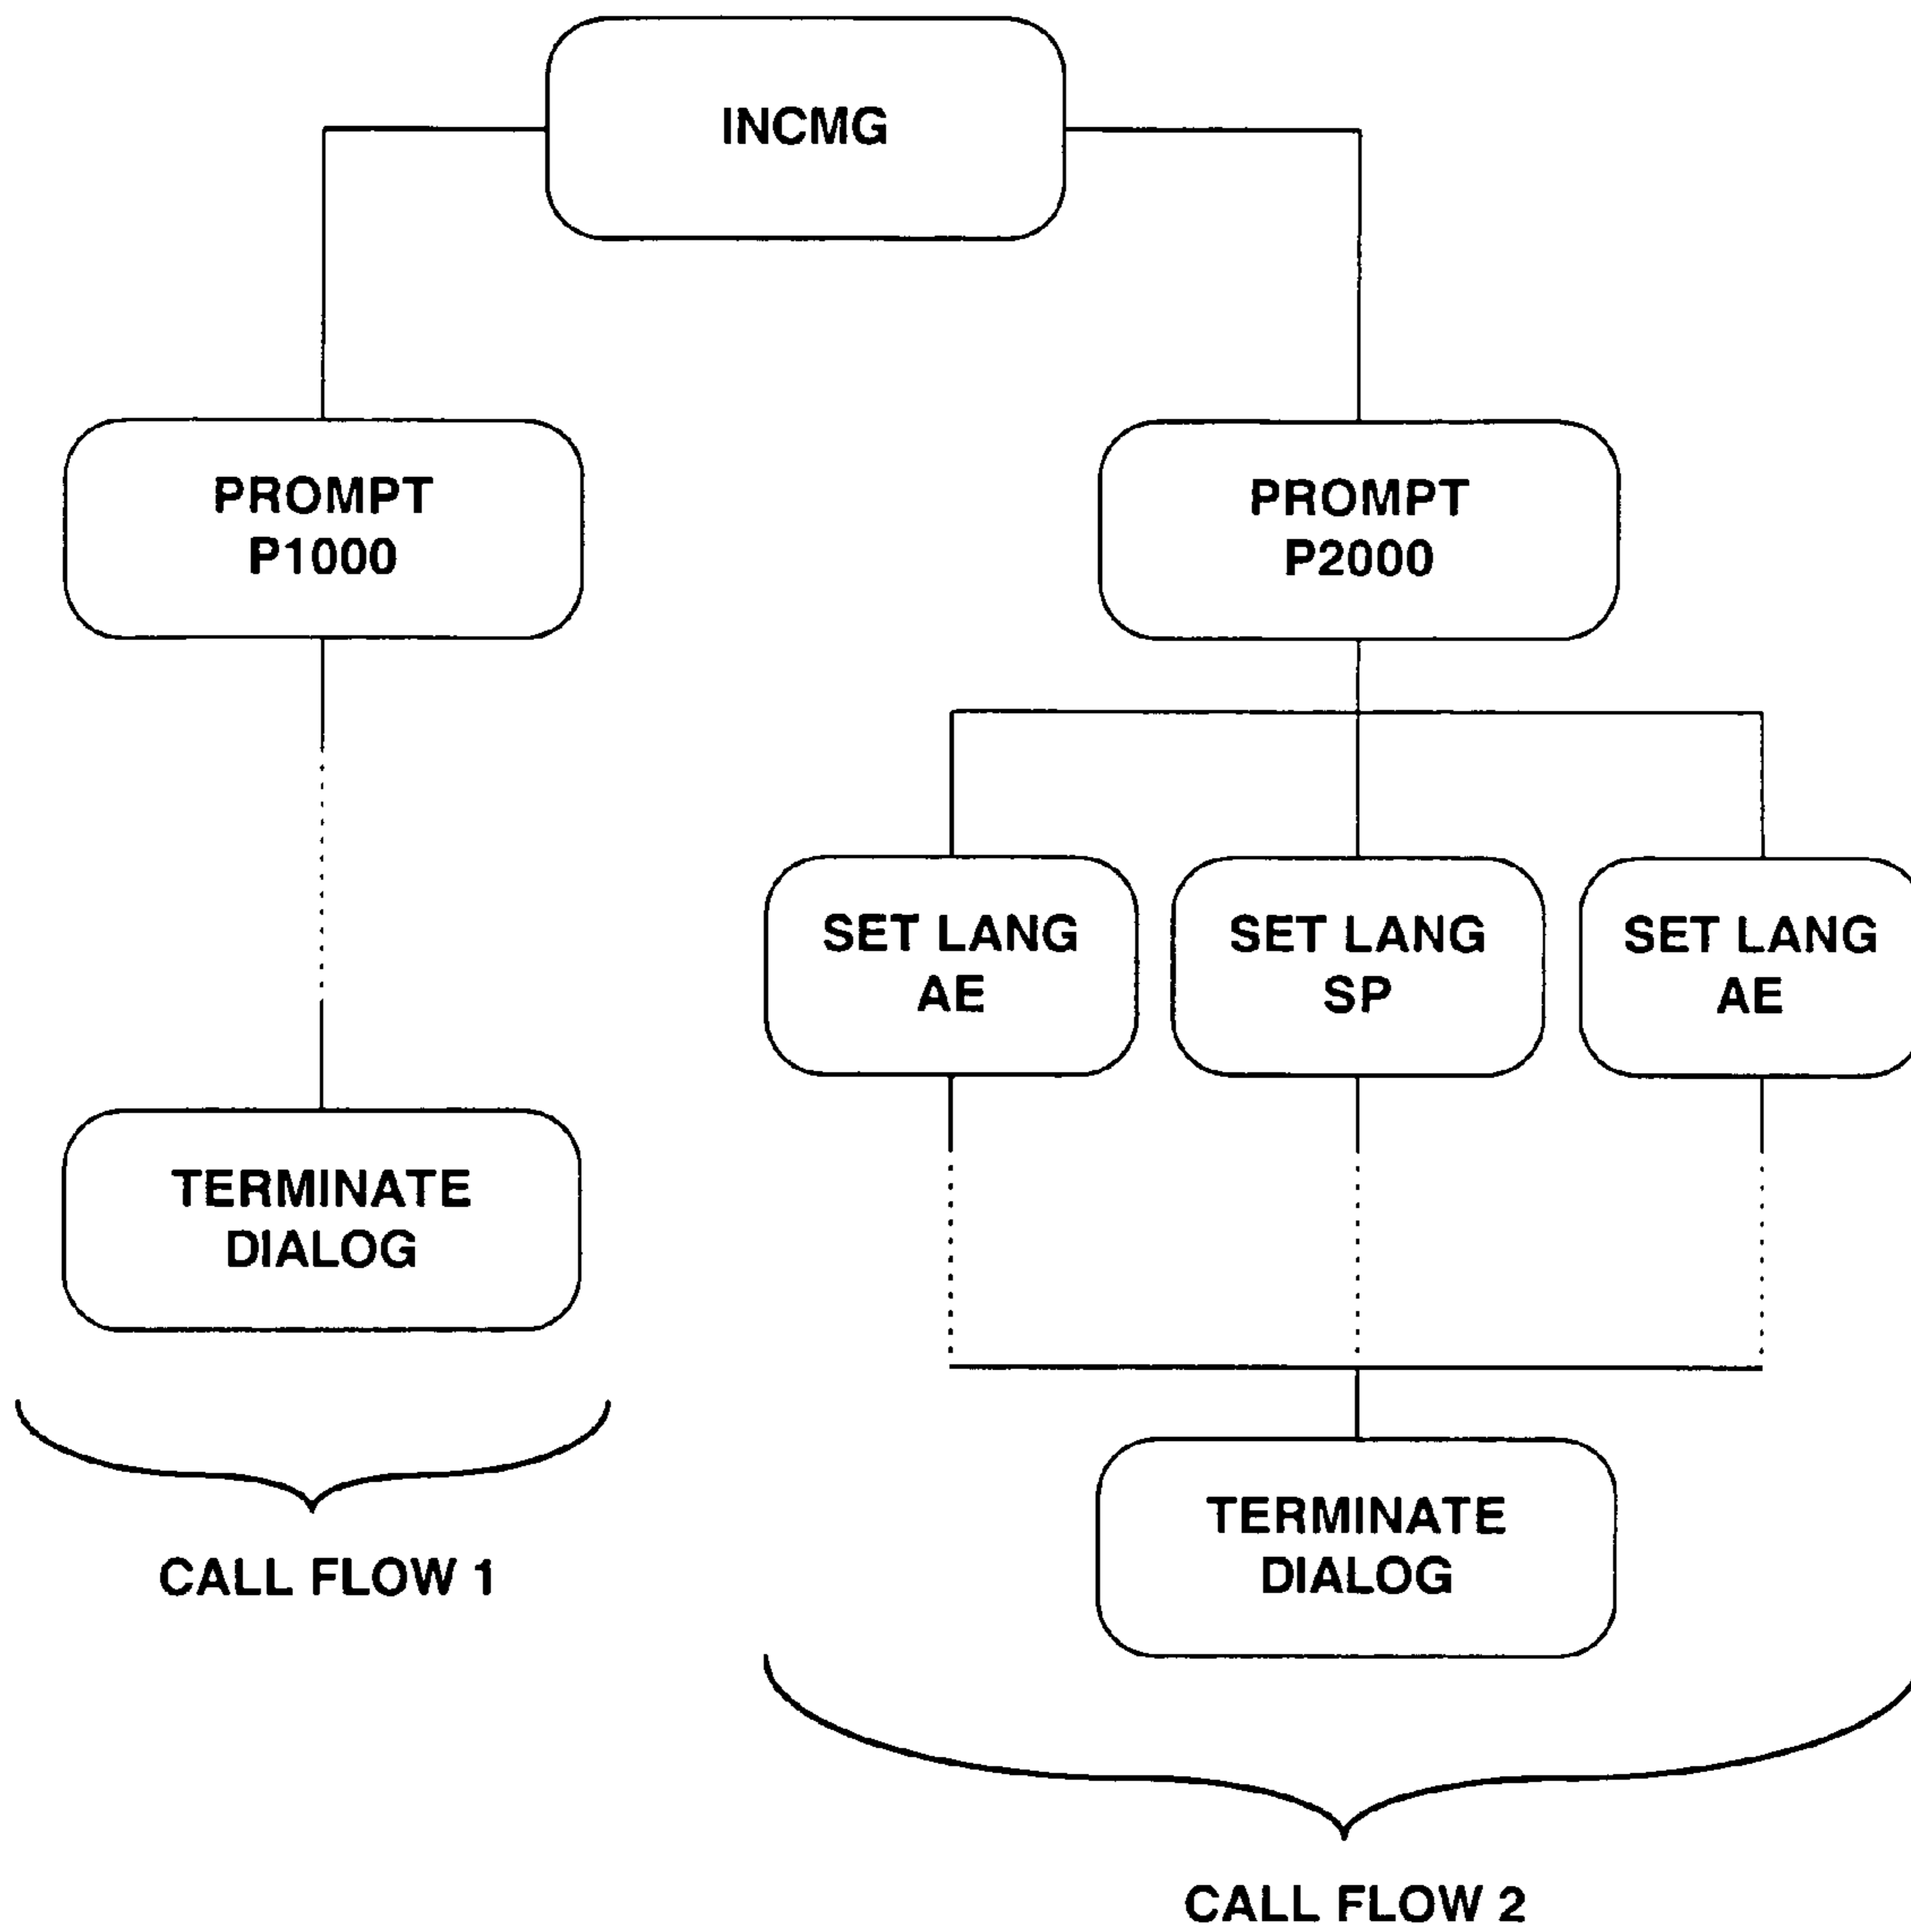 INCMG
PROMPT
P1000
PROMPT
P2000
SET LANG
AE
SET LANG
SP
SET LANG
AE
TERMINATE
DIALOG
CALL FLOW 1
TERMINATE
DIALOG
CALL FLOW 2